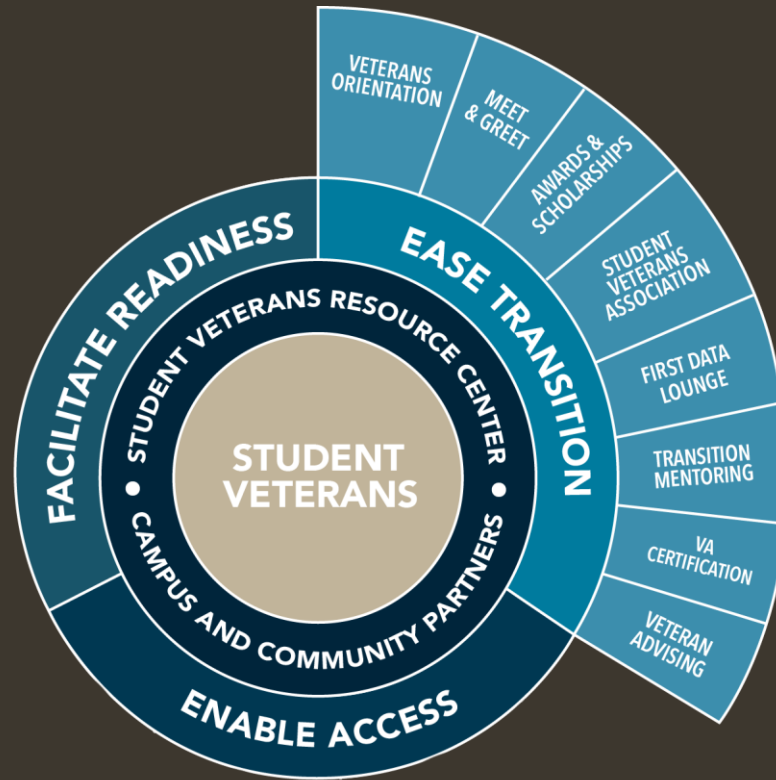 VETERANS
ORIENTATION
MEET
& GREET
AWARDS &
SCHOLARSHIPS
STUDENT
VETERANS
ASSOCIATION
FIRST DATA
LOUNGE
TRANSITION
MENTORING
VA
CERTIFICATION
VETERAN
ADVISING
FACILITATE READINESS
EASE TRANSITION
ENABLE ACCESS
STUDENT VETERANS RESOURCE CENTER
CAMPUS AND COMMUNITY PARTNERS
STUDENT
VETERANS